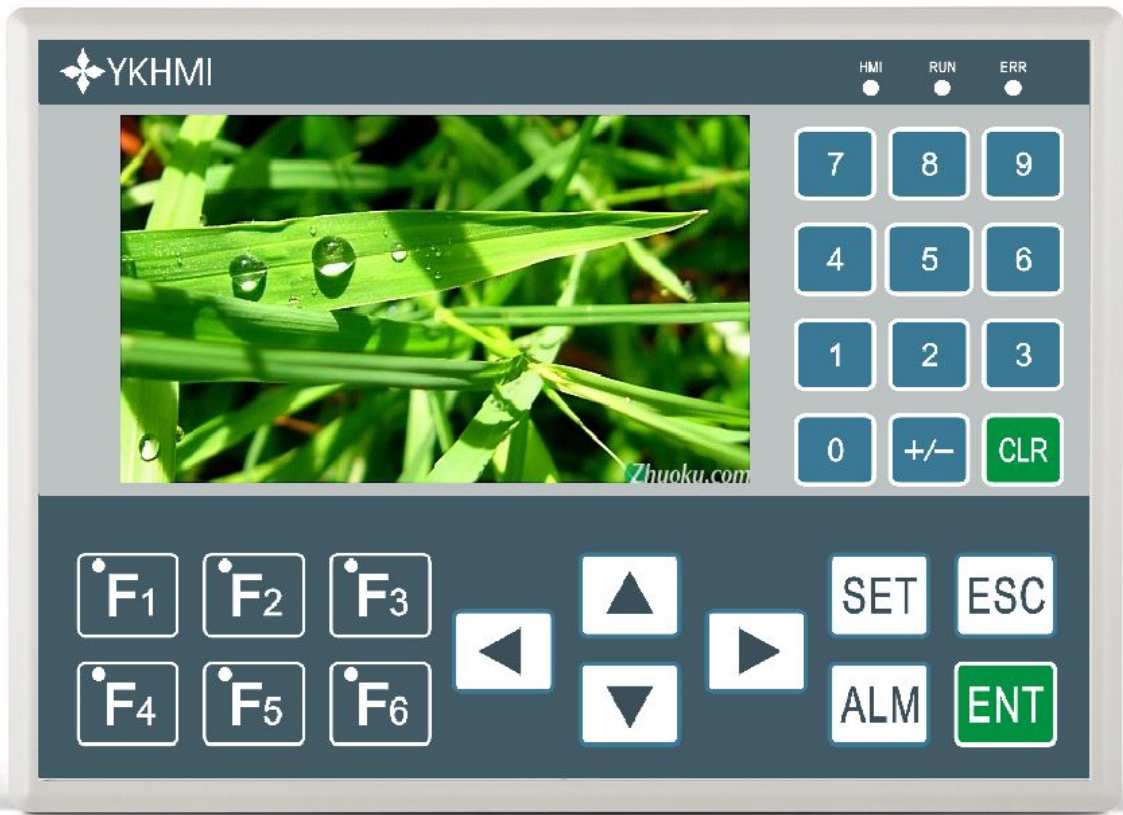 YKHMI
HMI RUN ERR
7 8 9
4 5 6
1 2 3
0 +/− CLR
Zhuoku.com
F1 F2 F3
SET ESC
F4 F5 F6
ALM ENT